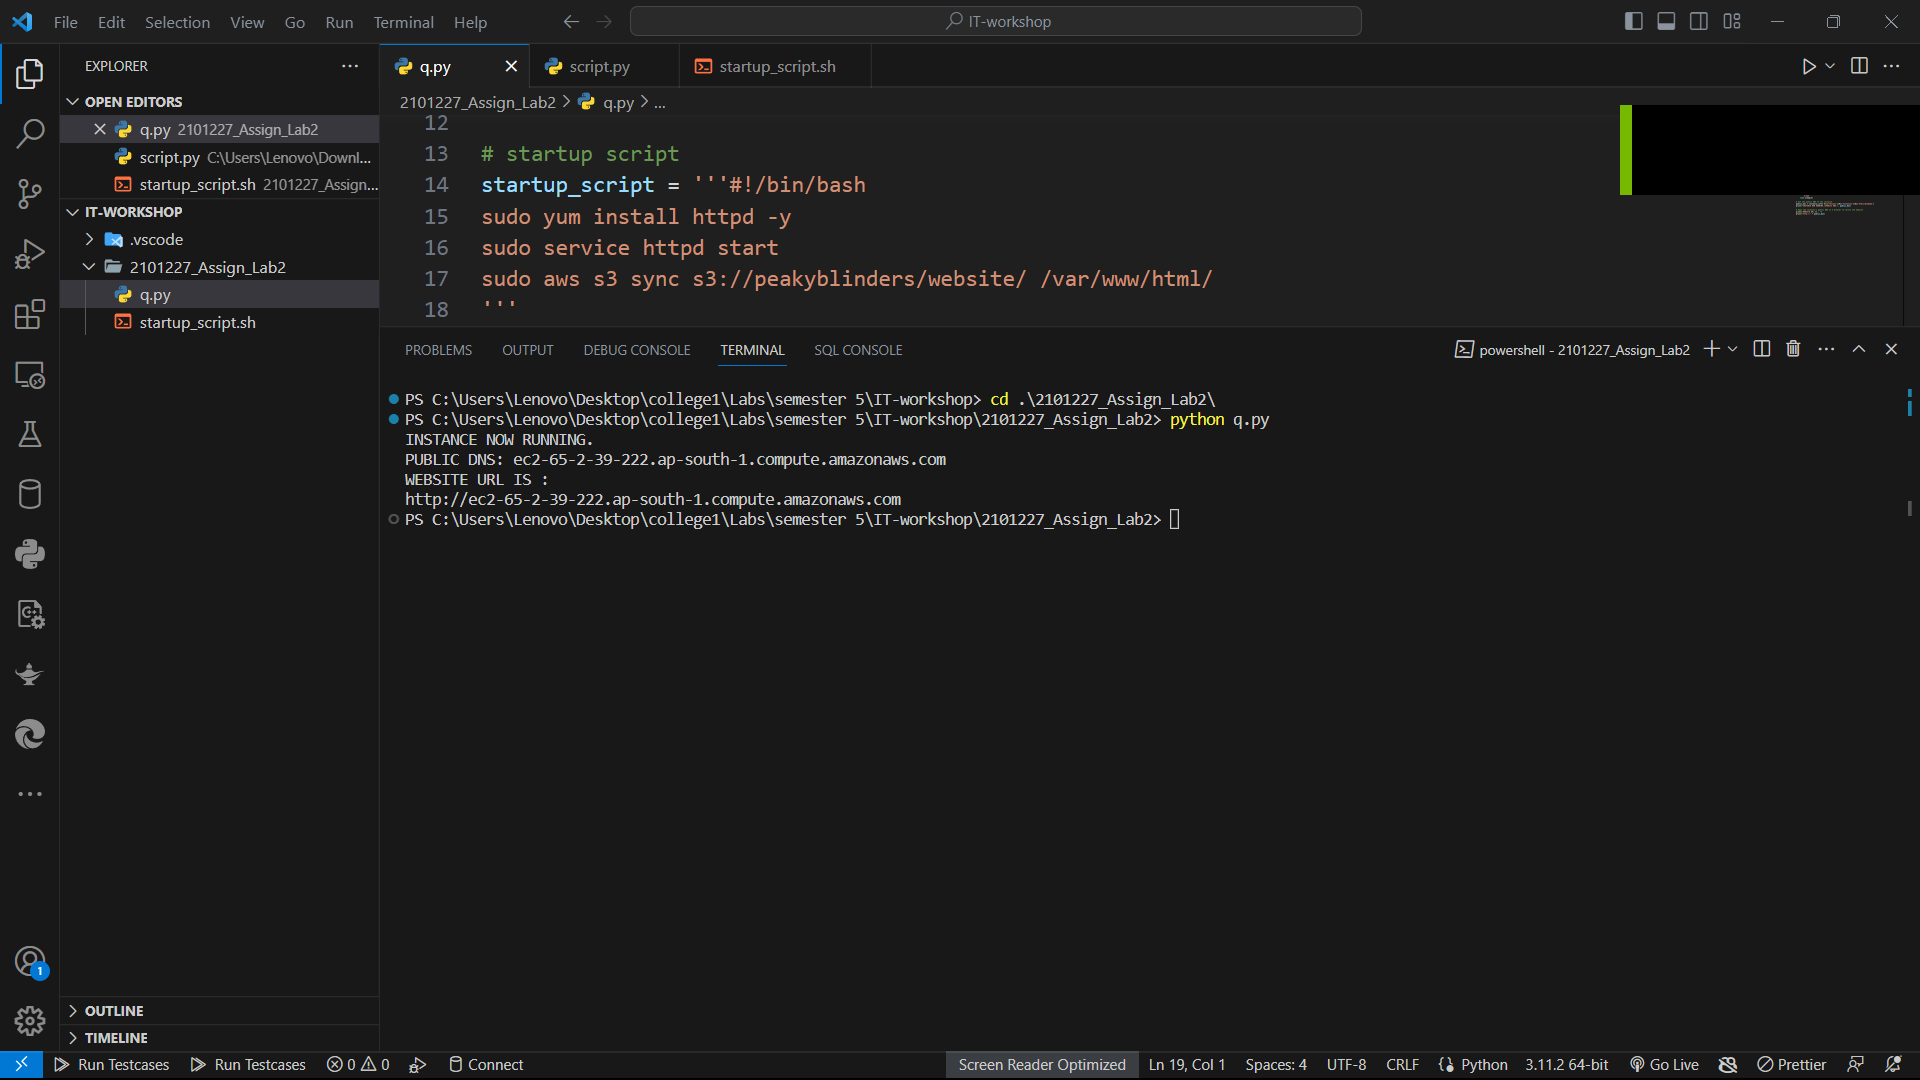 File Edit Selection View Go Run Terminal Help
IT-workshop
EXPLORER
OPEN EDITORS
q.py 2101227_Assign_Lab2
script.py C:\Users\Lenovo\Downl...
startup_script.sh 2101227_Assign...
IT-WORKSHOP
.vscode
2101227_Assign_Lab2
q.py
startup_script.sh
OUTLINE
TIMELINE
q.py
script.py
startup_script.sh
2101227_Assign_Lab2 > q.py > ...
12
13 # startup script
14 startup_script = '''#!/bin/bash
15 sudo yum install httpd -y
16 sudo service httpd start
17 sudo aws s3 sync s3://peakyblinders/website/ /var/www/html/
18 '''
PROBLEMS OUTPUT DEBUG CONSOLE TERMINAL SQL CONSOLE
powershell - 2101227_Assign_Lab2
PS C:\Users\Lenovo\Desktop\college1\Labs\semester 5\IT-workshop> cd .\2101227_Assign_Lab2\
PS C:\Users\Lenovo\Desktop\college1\Labs\semester 5\IT-workshop\2101227_Assign_Lab2> python q.py
INSTANCE NOW RUNNING.
PUBLIC DNS: ec2-65-2-39-222.ap-south-1.compute.amazonaws.com
WEBSITE URL IS :
http://ec2-65-2-39-222.ap-south-1.compute.amazonaws.com
PS C:\Users\Lenovo\Desktop\college1\Labs\semester 5\IT-workshop\2101227_Assign_Lab2>
1
Run Testcases Run Testcases 0 0 Connect
Screen Reader Optimized Ln 19, Col 1 Spaces: 4 UTF-8 CRLF Python 3.11.2 64-bit Go Live Prettier